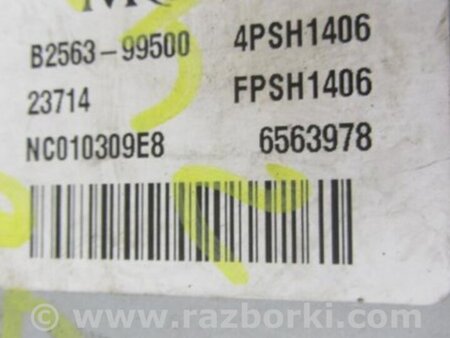 B2563-99500 4PSH1406
23714 FPSH1406
NC010309E8 6563978
www.razborki.com